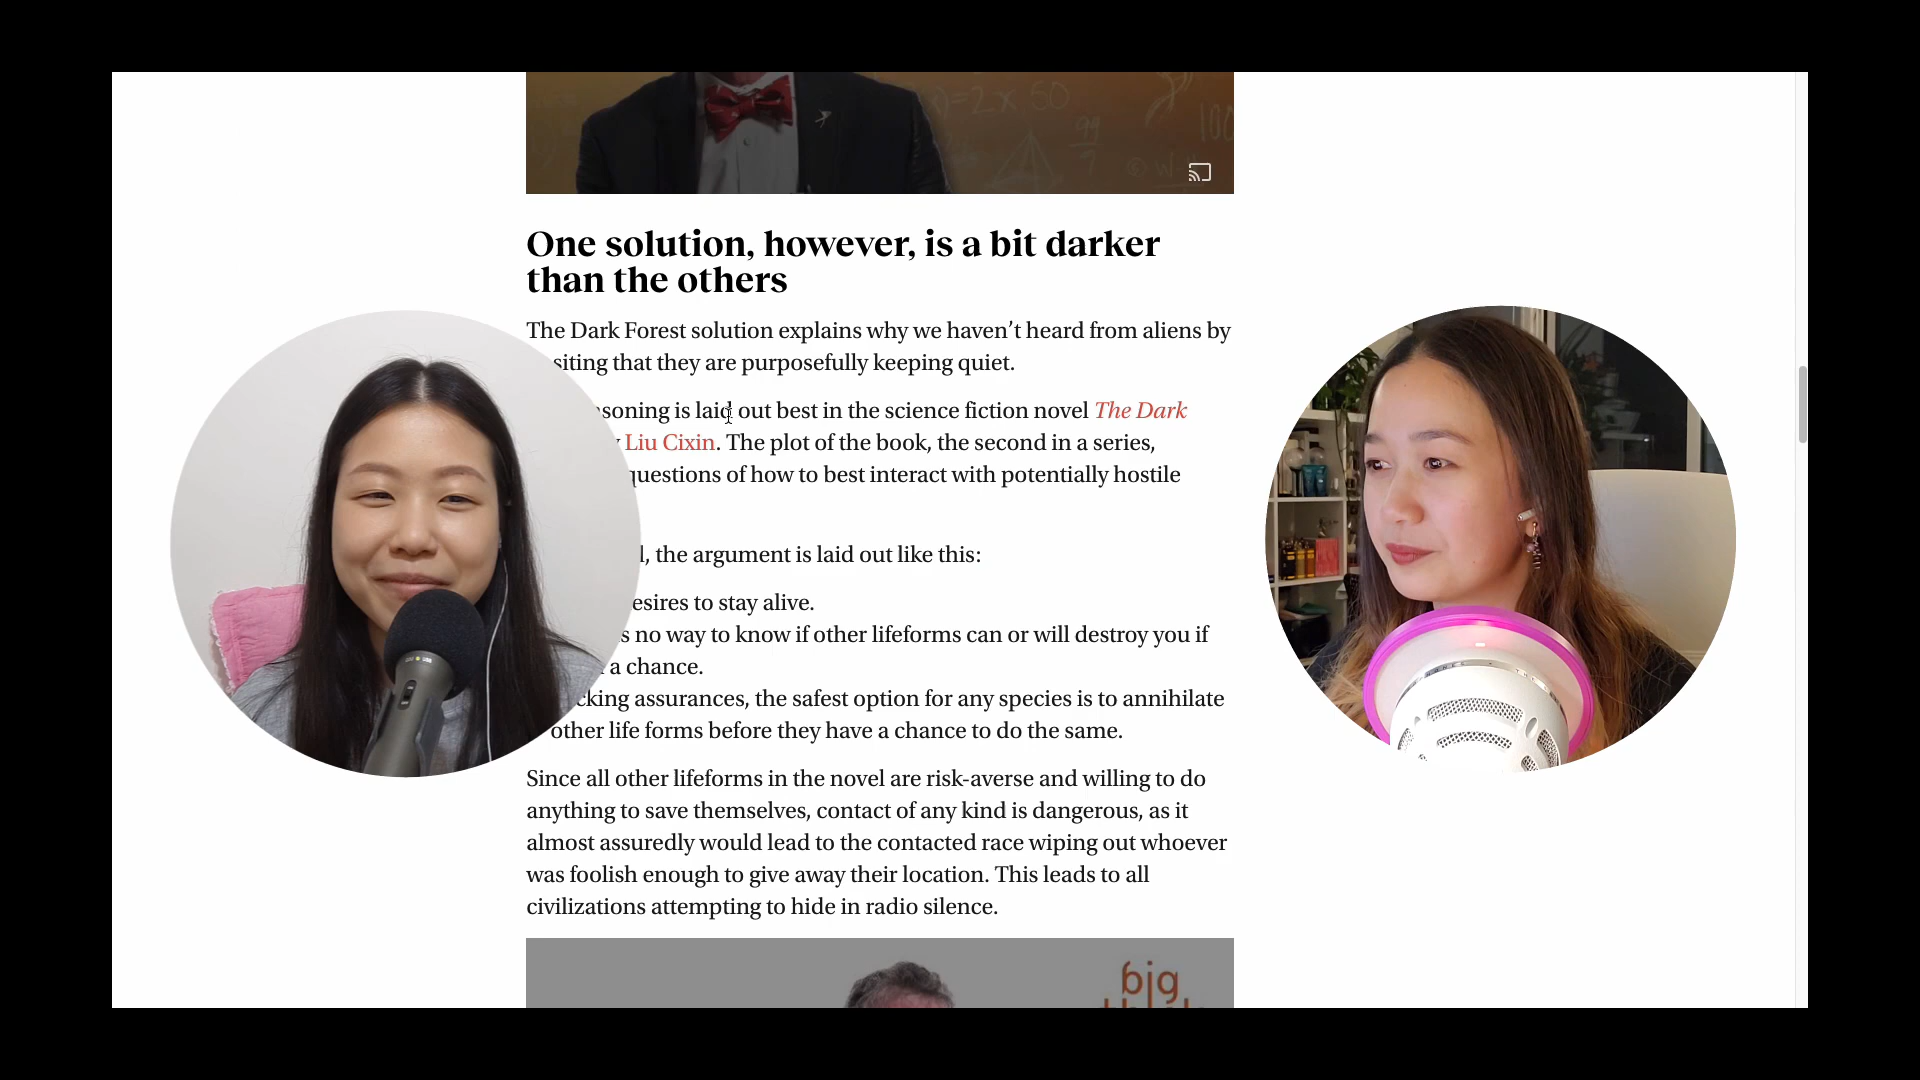 )=2x,50
99
7
100
One solution, however, is a bit darker
than the others
The Dark Forest solution explains why we haven't heard from aliens by
siting that they are purposefully keeping quiet.
soning is laid out best in the science fiction novel The Dark
Liu Cixin. The plot of the book, the second in a series,
questions of how to best interact with potentially hostile
l, the argument is laid out like this:
esires to stay alive.
s no way to know if other lifeforms can or will destroy you if
a chance.
cking assurances, the safest option for any species is to annihilate
other life forms before they have a chance to do the same.
Since all other lifeforms in the novel are risk-averse and willing to do
anything to save themselves, contact of any kind is dangerous, as it
almost assuredly would lead to the contacted race wiping out whoever
was foolish enough to give away their location. This leads to all
civilizations attempting to hide in radio silence.
big